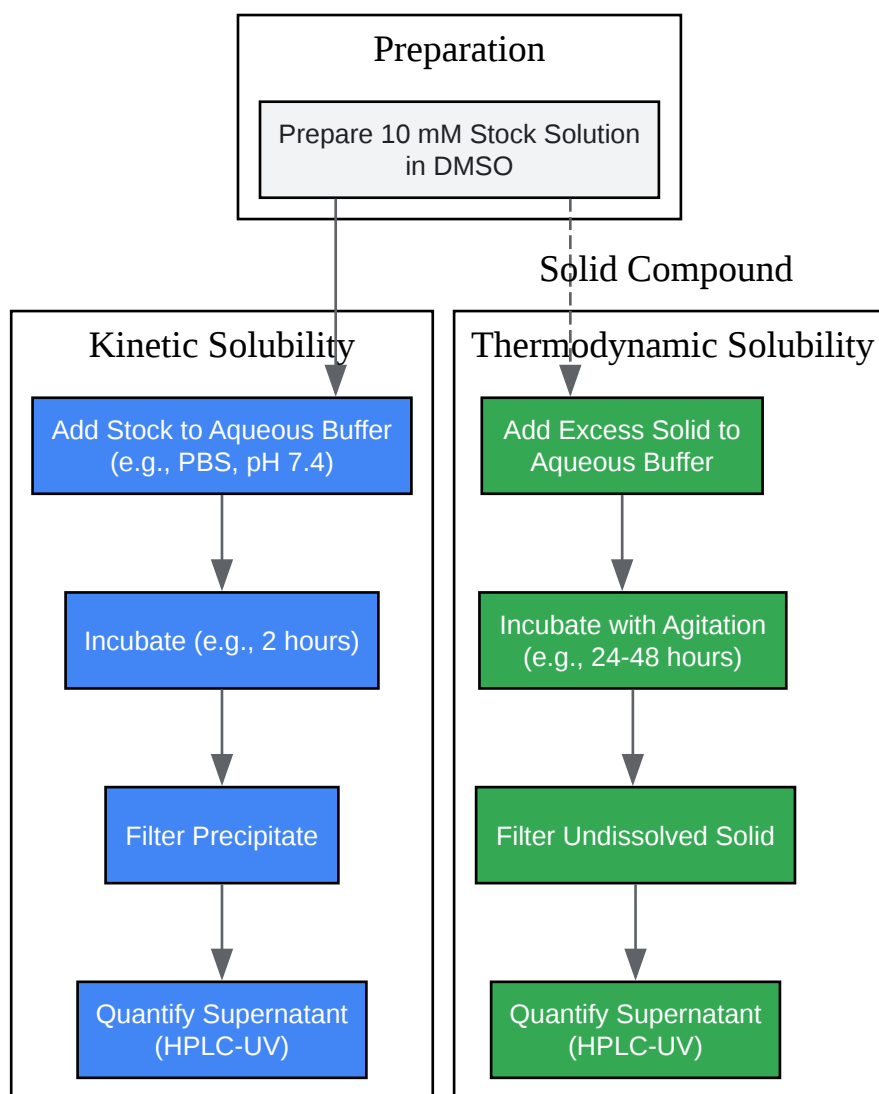 Preparation
Prepare 10 mM Stock Solution
in DMSO
Solid Compound
Kinetic Solubility
Add Stock to Aqueous Buffer
(e.g., PBS, pH 7.4)
Incubate (e.g., 2 hours)
Filter Precipitate
Quantify Supernatant
(HPLC-UV)
Thermodynamic Solubility
Add Excess Solid to
Aqueous Buffer
Incubate with Agitation
(e.g., 24-48 hours)
Filter Undissolved Solid
Quantify Supernatant
(HPLC-UV)